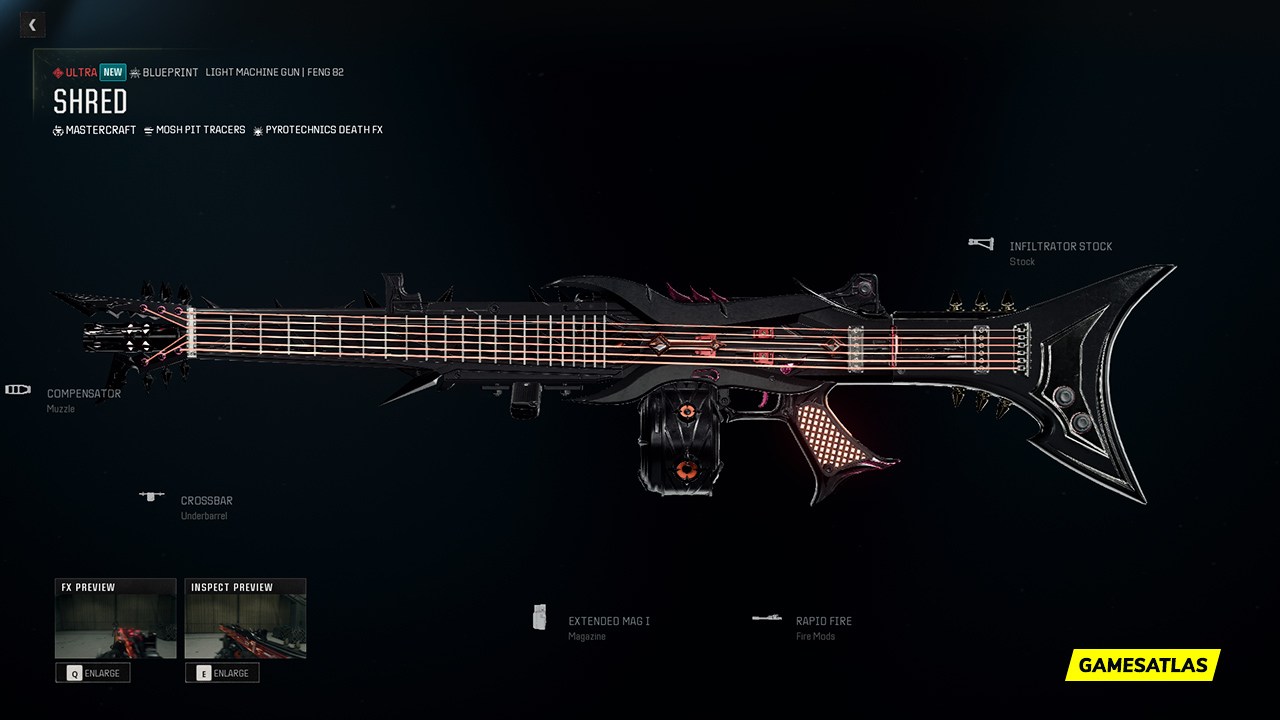 ULTRA NEW BLUEPRINT LIGHT MACHINE GUN | FENG 82
SHRED
MASTERCRAFT MOSH PIT TRACERS PYROTECHNICS DEATH FX
INFILTRATOR STOCK
Stock
COMPENSATOR
Muzzle
CROSSBAR
Underbarrel
FX PREVIEW
INSPECT PREVIEW
EXTENDED MAG I
Magazine
RAPID FIRE
Fire Mods
Q ENLARGE
E ENLARGE
GAMESATLAS